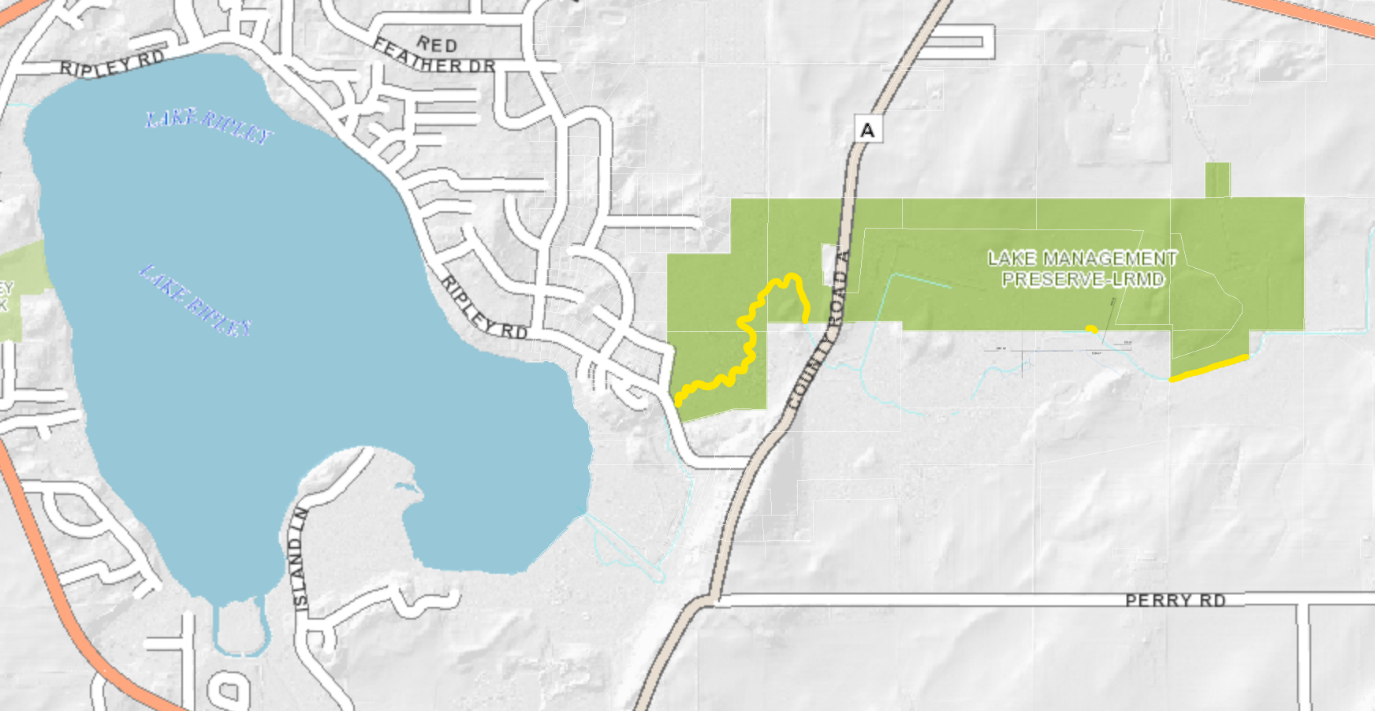 RED
FEATHER DR
RIPLEY RD
LAKE RIPLEY
A
LAKE MANAGEMENT
PRESERVE-LRMD
COUNTY ROAD A
LAKE RIPLEY
EY
K
RIPLEY RD
ISLAND LN
PERRY RD